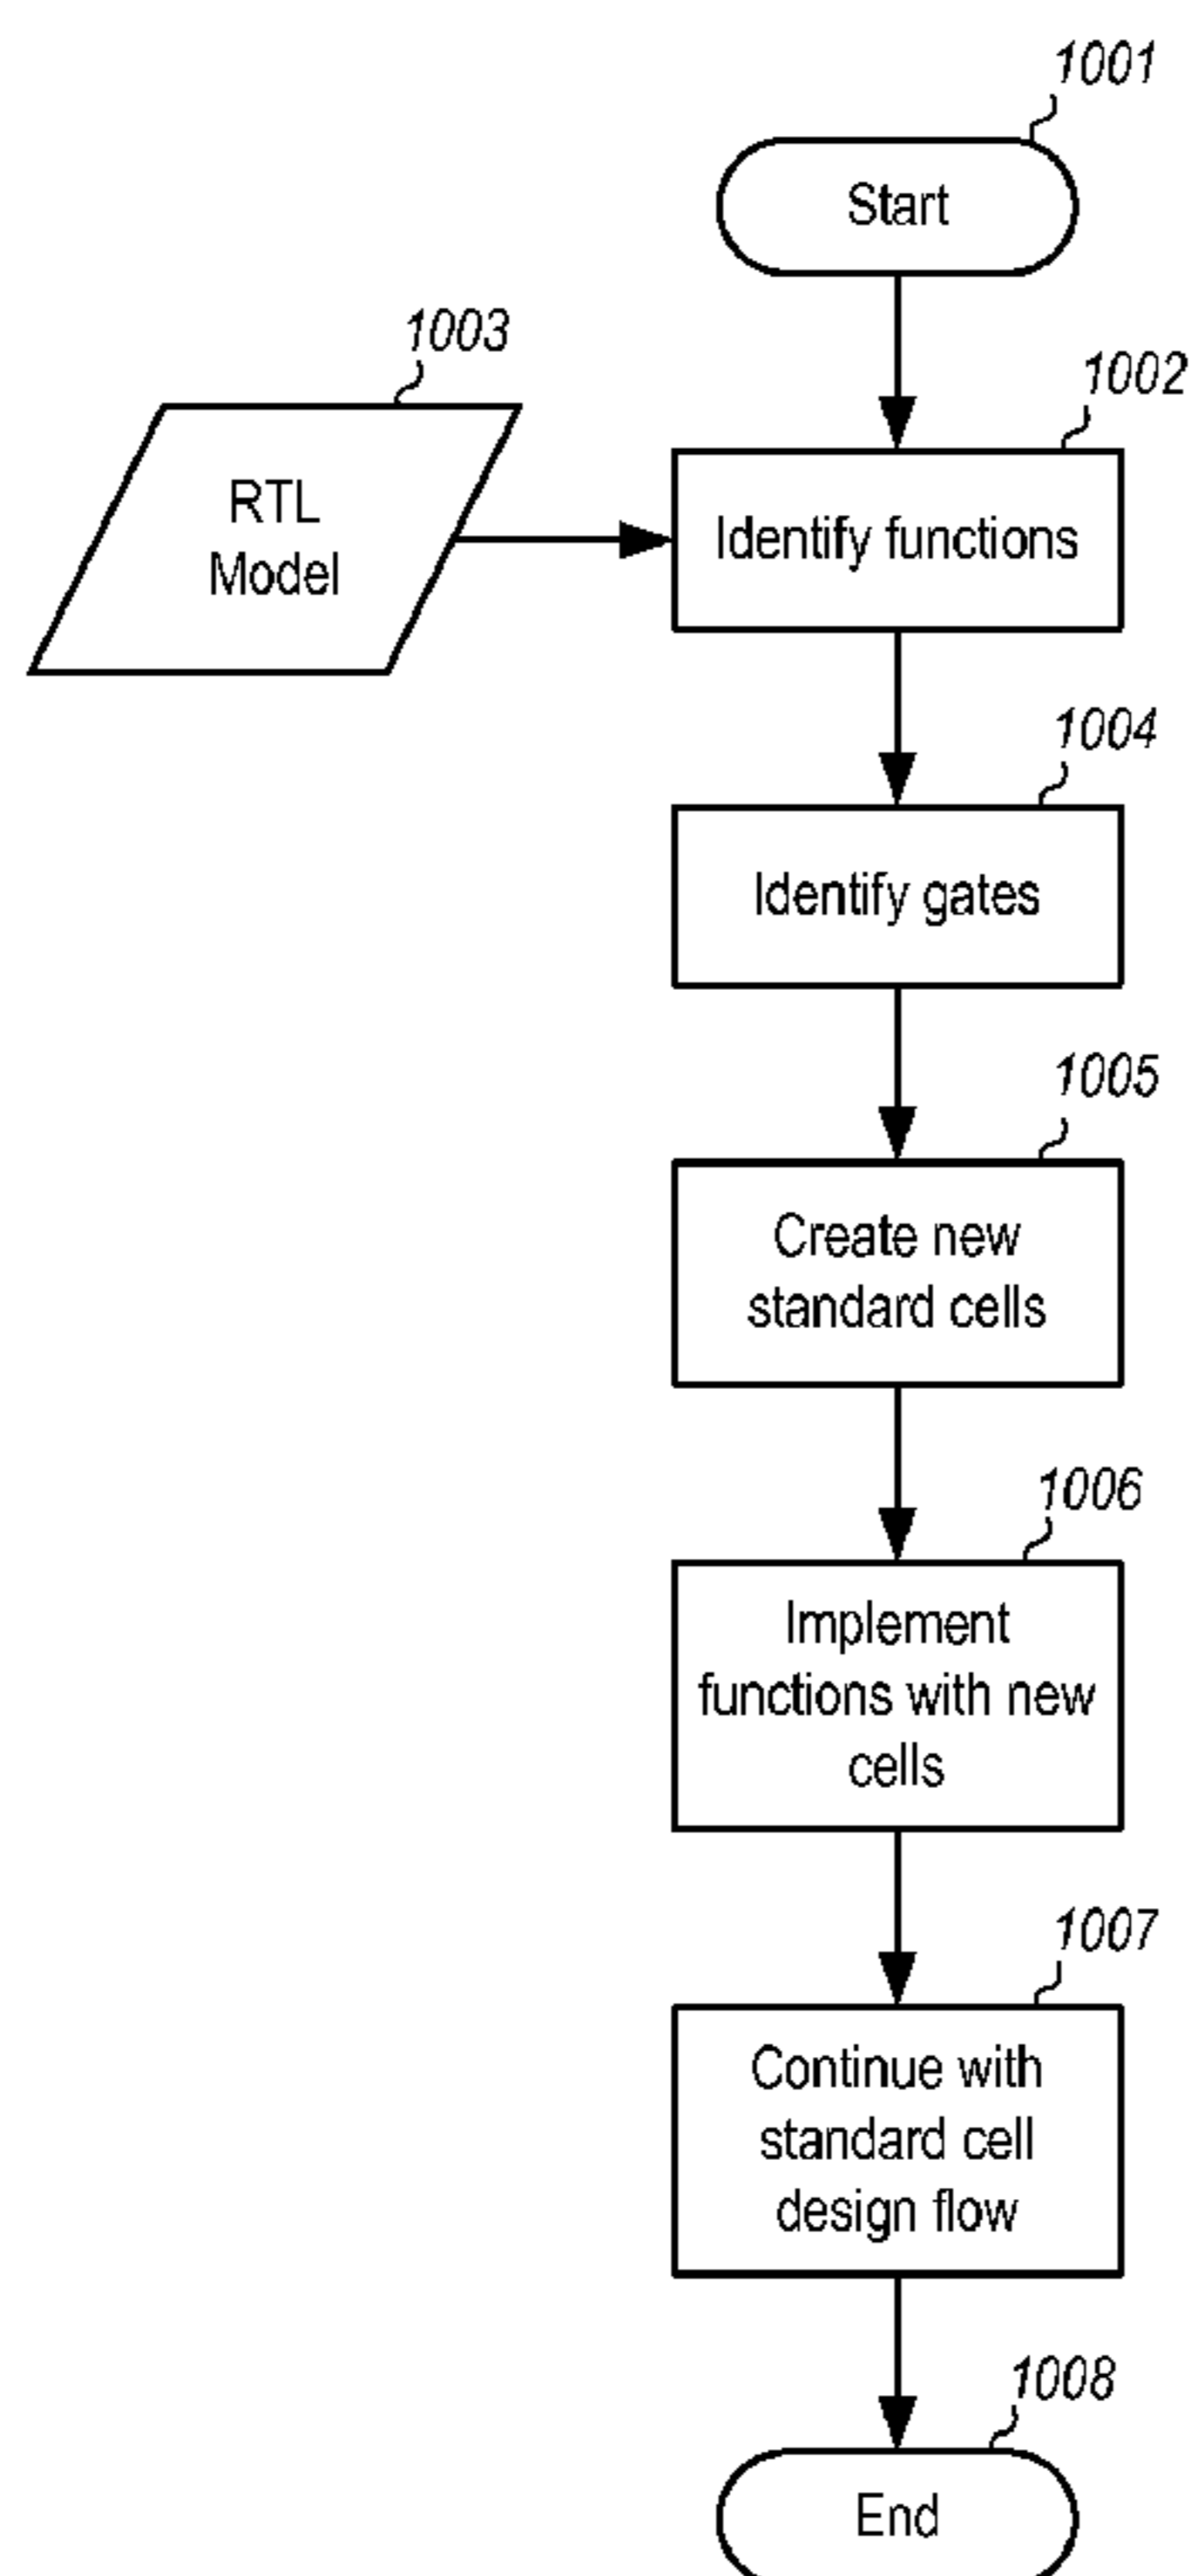 1001
Start
1003
1002
RTL
Model
Identify functions
1004
Identify gates
1005
Create new
standard cells
1006
Implement
functions with new
cells
1007
Continue with
standard cell
design flow
1008
End